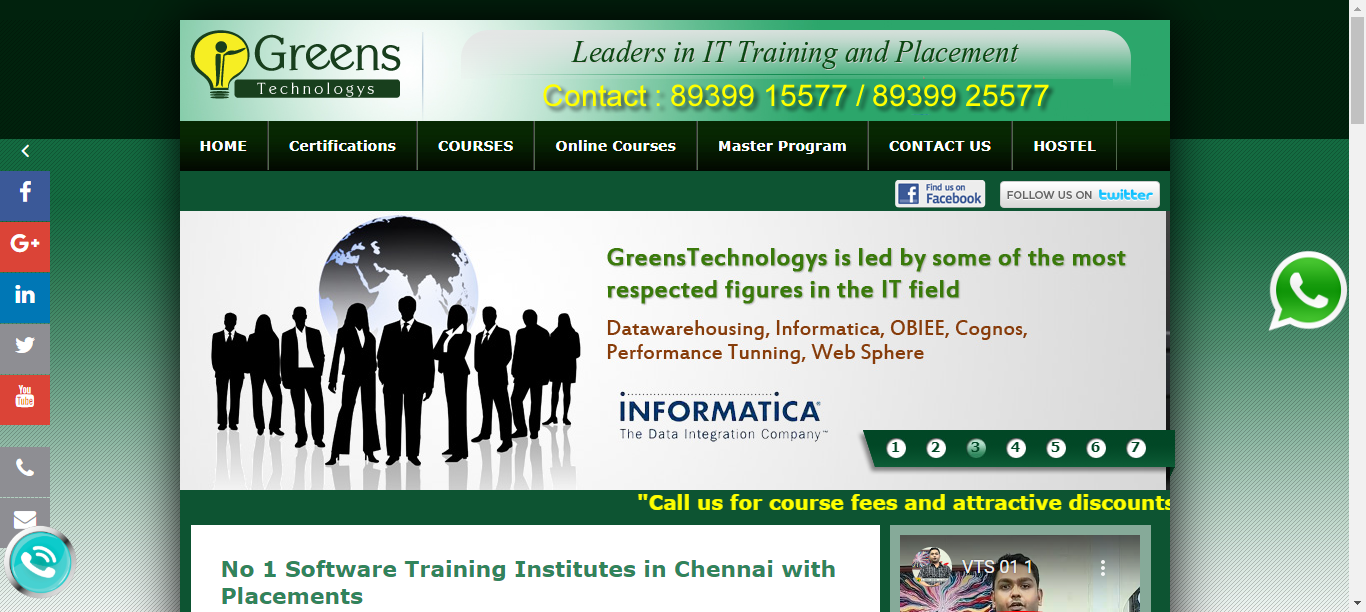 Greens
Technologys
Leaders in IT Training and Placement
Contact : 89399 15577 / 89399 25577
HOME
Certifications
COURSES
Online Courses
Master Program
CONTACT US
HOSTEL
Find us on
Facebook
FOLLOW US ON twitter
f
G+
in
You
Tube
GreensTechnologys is led by some of the most
respected figures in the IT field
Datawarehousing, Informatica, OBIEE, Cognos,
Performance Tunning, Web Sphere
INFORMATICA®
The Data Integration Company™
1 2 3 4 5 6 7
"Call us for course fees and attractive discounts
No 1 Software Training Institutes in Chennai with
Placements
VTS 01 1